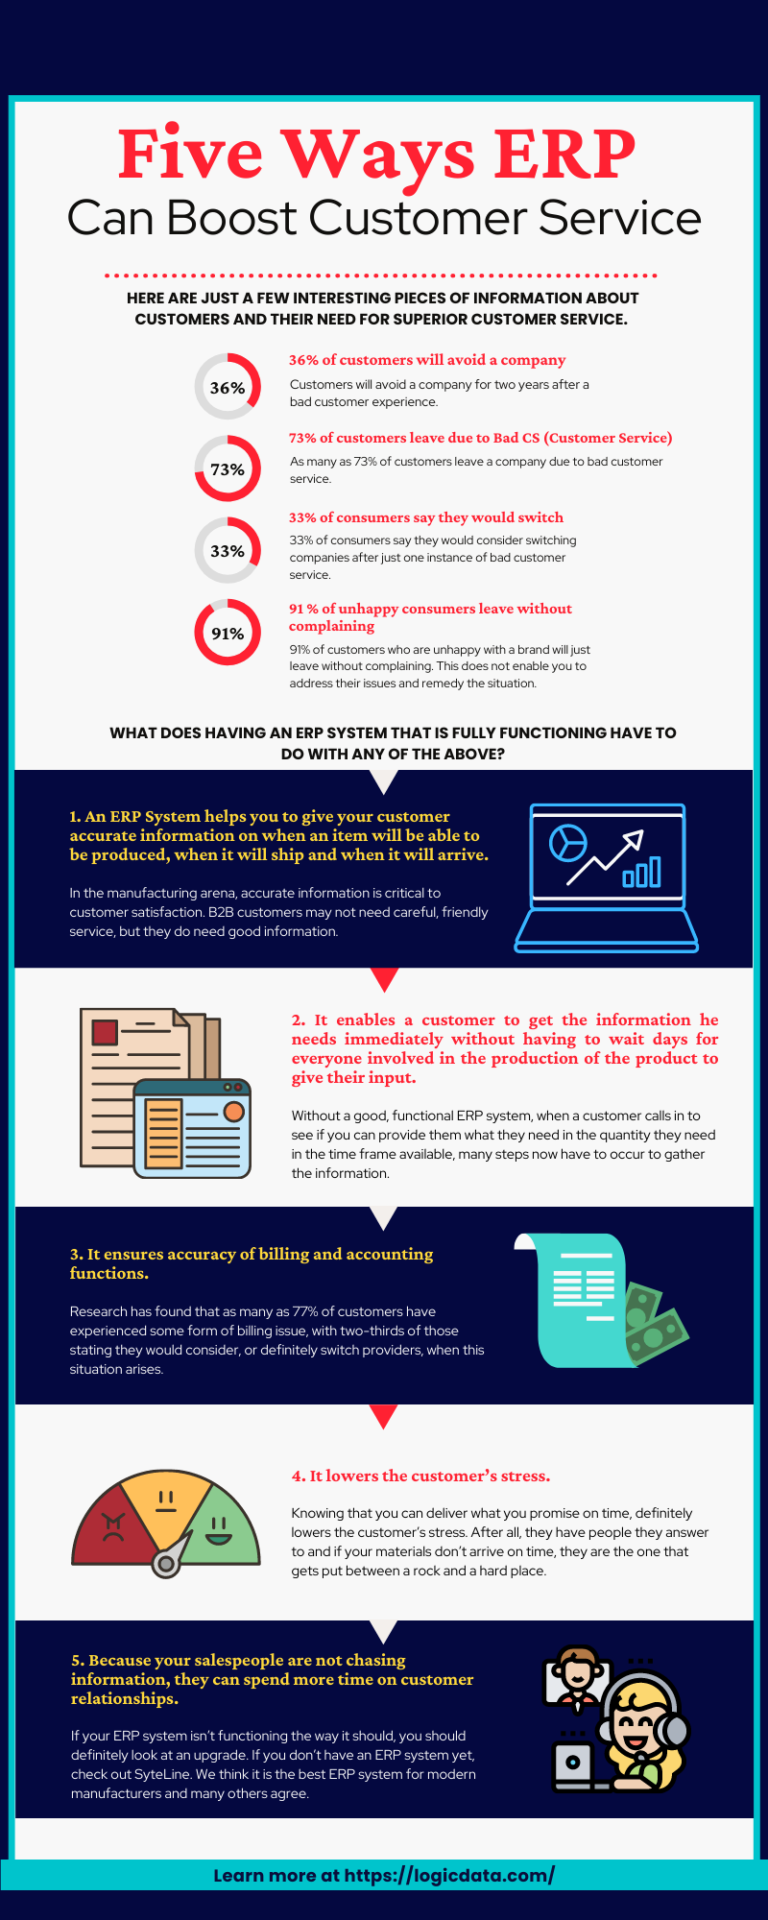 Five Ways ERP
Can Boost Customer Service
HERE ARE JUST A FEW INTERESTING PIECES OF INFORMATION ABOUT
CUSTOMERS AND THEIR NEED FOR SUPERIOR CUSTOMER SERVICE.
36%
36% of customers will avoid a company
Customers will avoid a company for two years after a
bad customer experience.
73%
73% of customers leave due to Bad CS (Customer Service)
As many as 73% of customers leave a company due to bad customer
service.
33%
33% of consumers say they would switch
33% of consumers say they would consider switching
companies after just one instance of bad customer
service.
91%
91 % of unhappy consumers leave without
complaining
91% of customers who are unhappy with a brand will just
leave without complaining. This does not enable you to
address their issues and remedy the situation.
WHAT DOES HAVING AN ERP SYSTEM THAT IS FULLY FUNCTIONING HAVE TO
DO WITH ANY OF THE ABOVE?
1. An ERP System helps you to give your customer
accurate information on when an item will be able to
be produced, when it will ship and when it will arrive.
In the manufacturing arena, accurate information is critical to
customer satisfaction. B2B customers may not need careful, friendly
service, but they do need good information.
2. It enables a customer to get the information he
needs immediately without having to wait days for
everyone involved in the production of the product to
give their input.
Without a good, functional ERP system, when a customer calls in to
see if you can provide them what they need in the quantity they need
in the time frame available, many steps now have to occur to gather
the information.
3. It ensures accuracy of billing and accounting
functions.
Research has found that as many as 77% of customers have
experienced some form of billing issue, with two-thirds of those
stating they would consider, or definitely switch providers, when this
situation arises.
4. It lowers the customer's stress.
Knowing that you can deliver what you promise on time, definitely
lowers the customer's stress. After all, they have people they answer
to and if your materials don't arrive on time, they are the one that
gets put between a rock and a hard place.
5. Because your salespeople are not chasing
information, they can spend more time on customer
relationships.
If your ERP system isn't functioning the way it should, you should
definitely look at an upgrade. If you don't have an ERP system yet,
check out SyteLine. We think it is the best ERP system for modern
manufacturers and many others agree.
Learn more at https://logicdata.com/